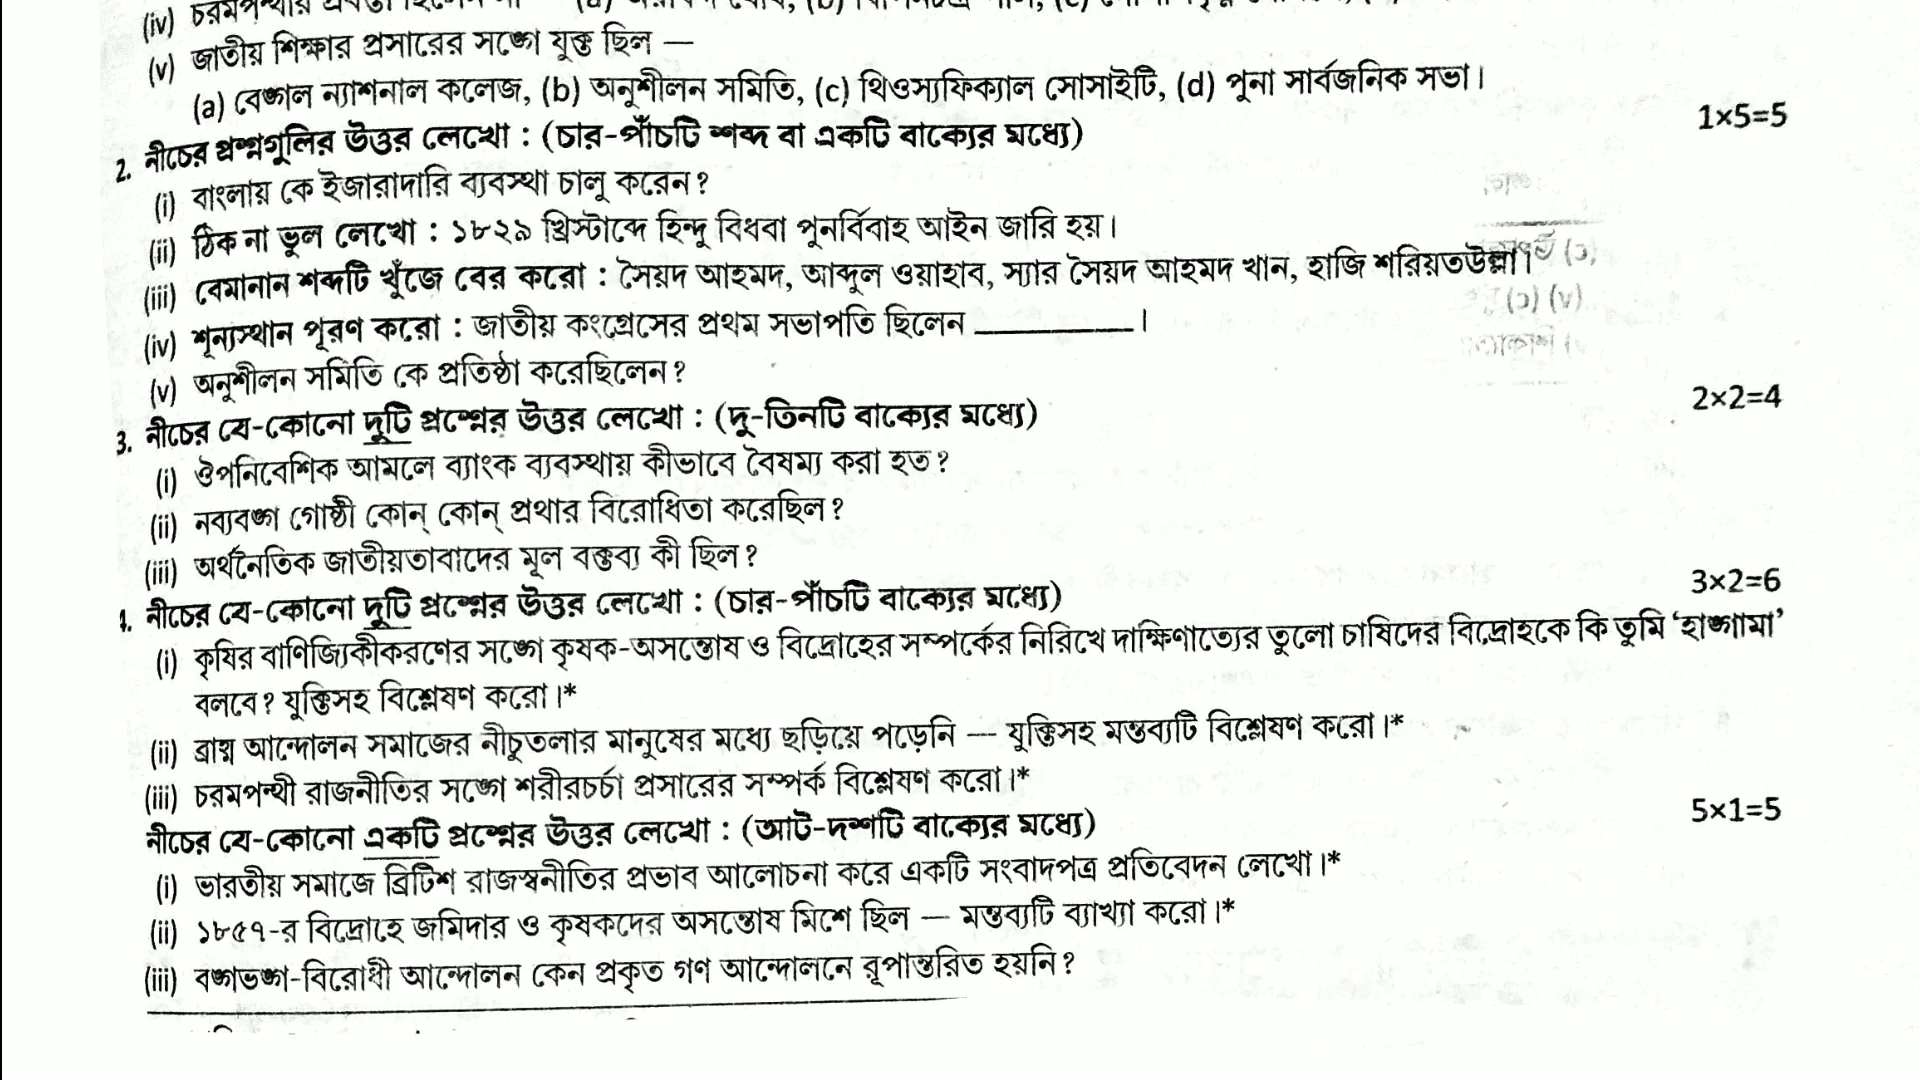 (iv) চরমপন্থার
(v) জাতীয় শিক্ষার প্রসারের সঙ্গে যুক্ত ছিল —
(a) বেঙ্গল ন্যাশনাল কলেজ, (b) অনুশীলন সমিতি, (c) থিওস্যফিক্যাল সোসাইটি, (d) পুনা সার্বজনিক সভা।
2. নীচের প্রশ্নগুলির উত্তর লেখো : (চার-পাঁচটি শব্দ বা একটি বাক্যের মধ্যে) 1×5=5
(i) বাংলায় কে ইজারাদারি ব্যবস্থা চালু করেন?
(ii) ঠিক না ভুল লেখো : ১৮২৯ খ্রিস্টাব্দে হিন্দু বিধবা পুনর্বিবাহ আইন জারি হয়।
(iii) বেমানান শব্দটি খুঁজে বের করো : সৈয়দ আহমদ, আব্দুল ওয়াহাব, স্যার সৈয়দ আহমদ খান, হাজি শরিয়তউল্লা।
(iv) শূন্যস্থান পূরণ করো : জাতীয় কংগ্রেসের প্রথম সভাপতি ছিলেন __________।
(v) অনুশীলন সমিতি কে প্রতিষ্ঠা করেছিলেন?
3. নীচের যে-কোনো দুটি প্রশ্নের উত্তর লেখো : (দু-তিনটি বাক্যের মধ্যে) 2×2=4
(i) ঔপনিবেশিক আমলে ব্যাংক ব্যবস্থায় কীভাবে বৈষম্য করা হত?
(ii) নব্যবঙ্গ গোষ্ঠী কোন্ কোন্ প্রথার বিরোধিতা করেছিল?
(iii) অর্থনৈতিক জাতীয়তাবাদের মূল বক্তব্য কী ছিল?
নীচের যে-কোনো দুটি প্রশ্নের উত্তর লেখো : (চার-পাঁচটি বাক্যের মধ্যে) 3×2=6
(i) কৃষির বাণিজ্যিকীকরণের সঙ্গে কৃষক-অসন্তোষ ও বিদ্রোহের সম্পর্কের নিরিখে দাক্ষিণাত্যের তুলো চাষিদের বিদ্রোহকে কি তুমি ‘হাঙ্গামা’
বলবে? যুক্তিসহ বিশ্লেষণ করো।*
(ii) ব্রাহ্ম আন্দোলন সমাজের নীচুতলার মানুষের মধ্যে ছড়িয়ে পড়েনি — যুক্তিসহ মন্তব্যটি বিশ্লেষণ করো।*
(iii) চরমপন্থী রাজনীতির সঙ্গে শরীরচর্চা প্রসারের সম্পর্ক বিশ্লেষণ করো।*
নীচের যে-কোনো একটি প্রশ্নের উত্তর লেখো : (আট-দশটি বাক্যের মধ্যে) 5×1=5
(i) ভারতীয় সমাজে ব্রিটিশ রাজস্বনীতির প্রভাব আলোচনা করে একটি সংবাদপত্র প্রতিবেদন লেখো।*
(ii) ১৮৫৭-র বিদ্রোহে জমিদার ও কৃষকদের অসন্তোষ মিশে ছিল — মন্তব্যটি ব্যাখ্যা করো।*
(iii) বঙ্গভঙ্গ-বিরোধী আন্দোলন কেন প্রকৃত গণ আন্দোলনে রূপান্তরিত হয়নি?